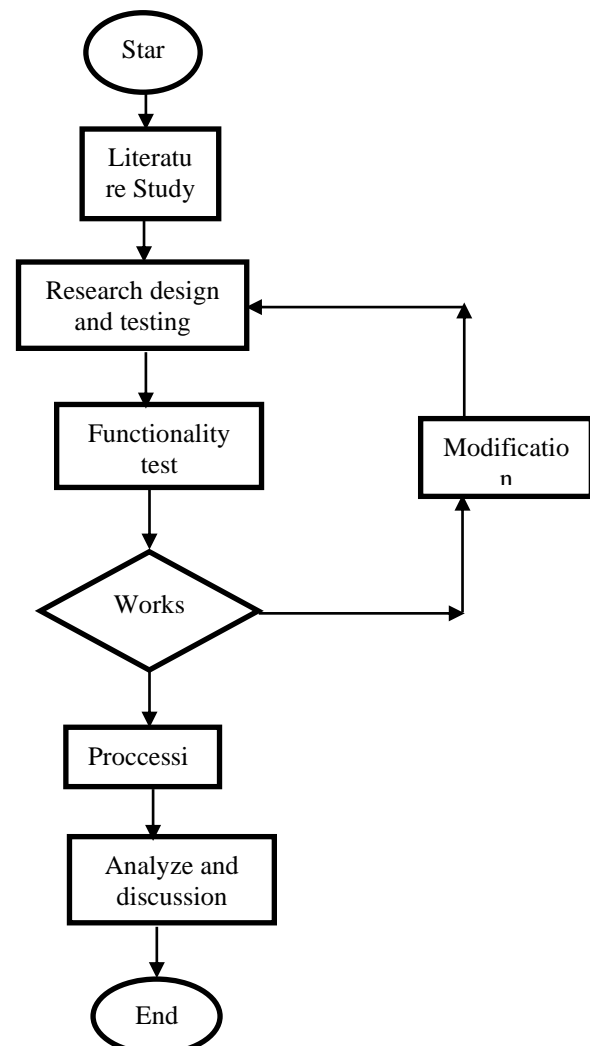 Star
Literatu
re Study
Research design
and testing
Functionality
test
Modificatio
n
Works
Proccessi
Analyze and
discussion
End